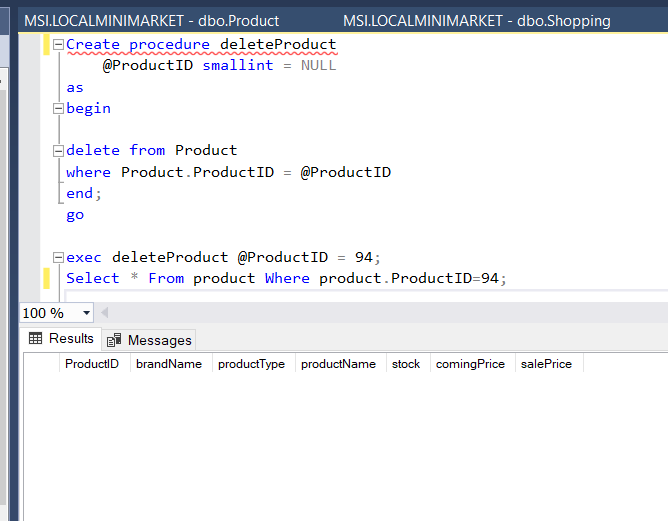 MSI.LOCALMINIMARKET - dbo.Product MSI.LOCALMINIMARKET - dbo.Shopping
Create procedure deleteProduct
@ProductID smallint = NULL
as
begin
delete from Product
where Product.ProductID = @ProductID
end;
go
exec deleteProduct @ProductID = 94;
Select * From product Where product.ProductID=94;
100 %
Results Messages
ProductID brandName productType productName stock comingPrice salePrice